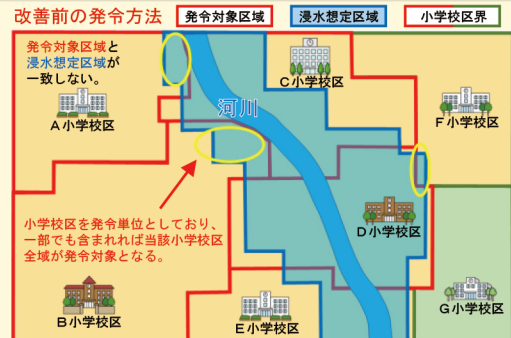 改善前の発令方法
発令対象区域
浸水想定区域
小学校区界
発令対象区域と
浸水想定区域が
一致しない。
A小学校区
C小学校区
F小学校区
河川
小学校区を発令単位としており、
一部でも含まれれば当該小学校区
全域が発令対象となる。
D小学校区
B小学校区
E小学校区
G小学校区